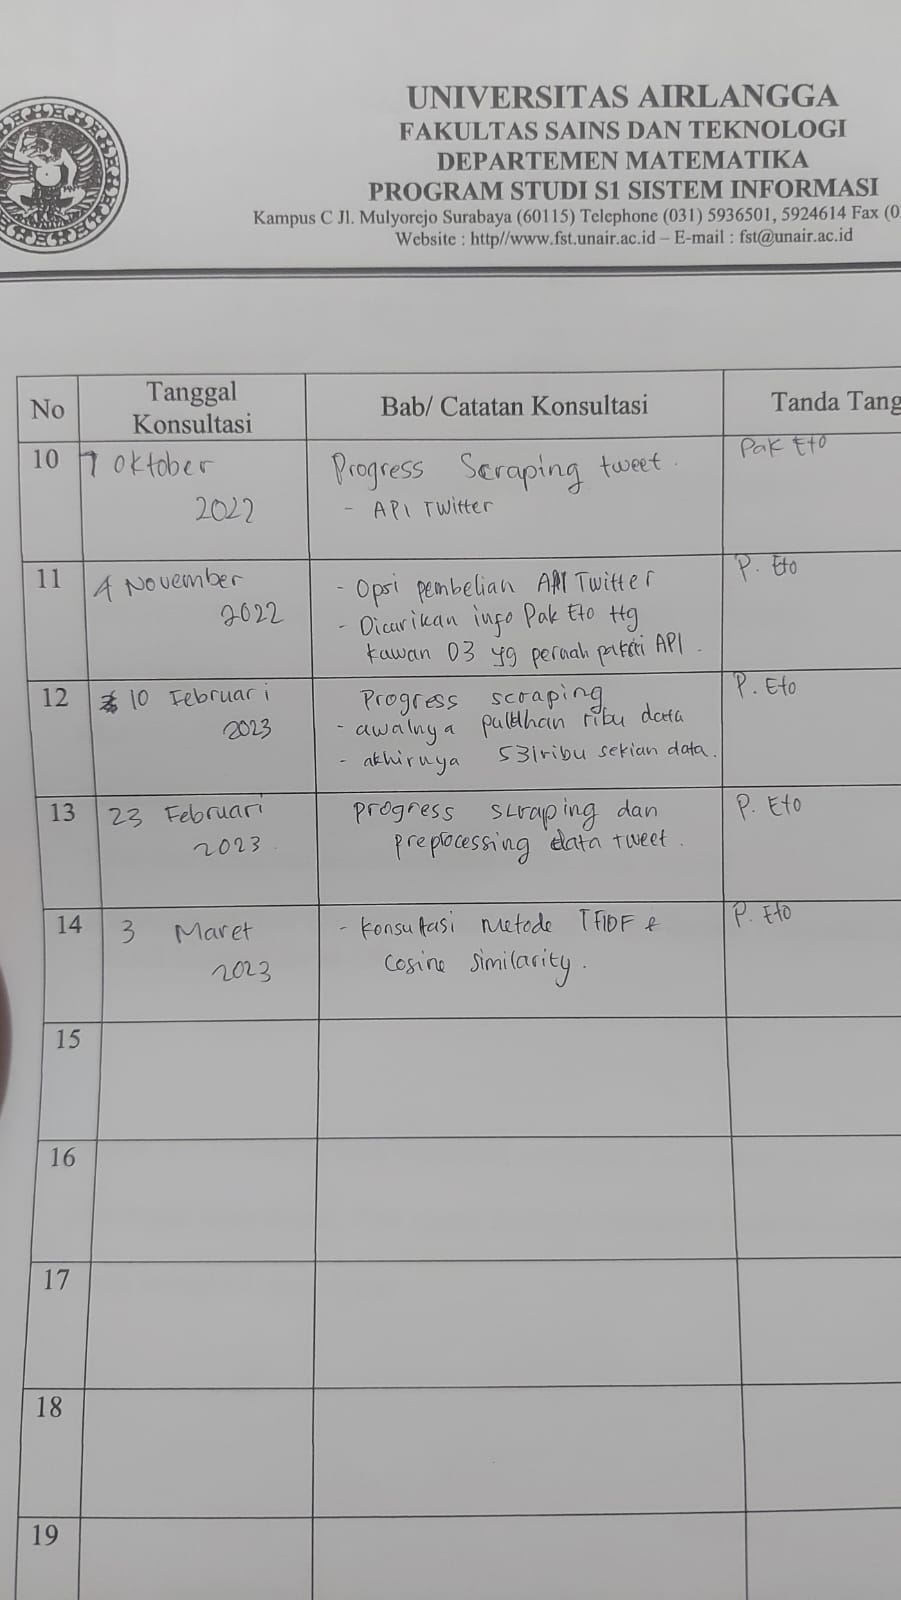 UNIVERSITAS AIRLANGGA
FAKULTAS SAINS DAN TEKNOLOGI
DEPARTEMEN MATEMATIKA
PROGRAM STUDI S1 SISTEM INFORMASI
Kampus C Jl. Mulyorejo Surabaya (60115) Telephone (031) 5936501, 5924614 Fax (0
Website : http//www.fst.unair.ac.id – E-mail : fst@unair.ac.id
No
Tanggal
Konsultasi
Bab/ Catatan Konsultasi
Tanda Tang
10
7 Oktober
2022
Progress Scraping tweet.
- API Twitter
Pak Eto
11
4 November
2022
- Opsi pembelian API Twitter
- Dicarikan info Pak Eto ttg
kawan D3 yg pernah API.
P. Eto
12
10 Februari
2023
Progress scraping
- awalnya puluhan ribu data
- akhirnya 531ribu sekian data.
P. Eto
13
23 Februari
2023.
progress scraping dan
preprocessing data tweet.
P. Eto
14
3 Maret
2023
- Konsultasi Metode TFIDF &
Cosine similarity.
P. Eto
15
16
17
18
19